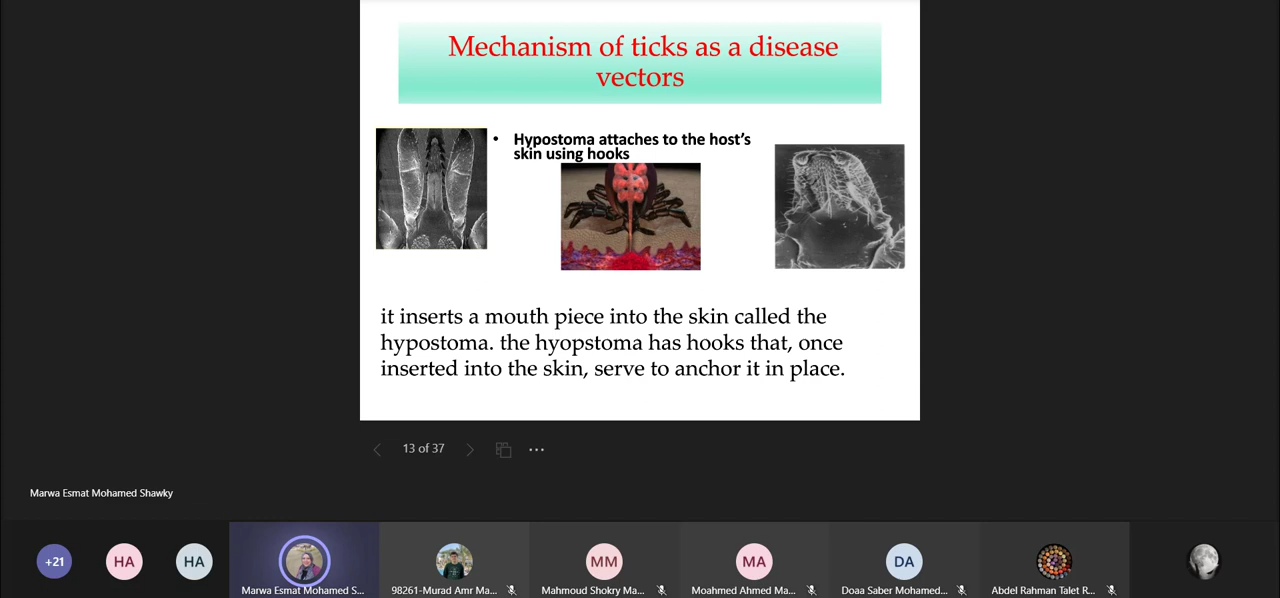 Mechanism of ticks as a disease
vectors
• Hypostoma attaches to the host's
skin using hooks
it inserts a mouth piece into the skin called the
hypostoma. the hyopstoma has hooks that, once
inserted into the skin, serve to anchor it in place.
13 of 37
Marwa Esmat Mohamed Shawky
+21
HA
HA
MM
MA
DA
Marwa Esmat Mohamed S...
98261-Murad Amr Ma...
Mahmoud Shokry Ma...
Moahmed Ahmed Ma...
Doaa Saber Mohamed...
Abdel Rahman Talet R...